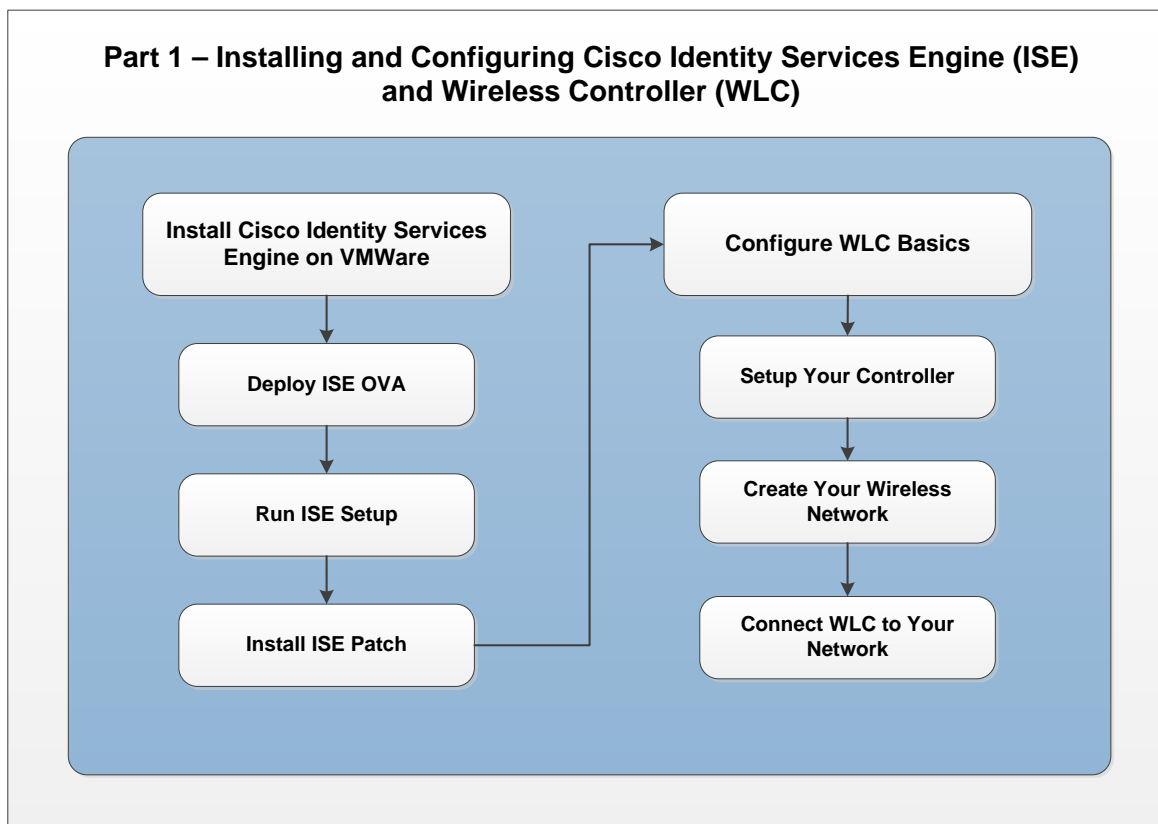 Part 1 – Installing and Configuring Cisco Identity Services Engine (ISE)
and Wireless Controller (WLC)
Install Cisco Identity Services
Engine on VMWare
Deploy ISE OVA
Run ISE Setup
Install ISE Patch
Configure WLC Basics
Setup Your Controller
Create Your Wireless
Network
Connect WLC to Your
Network